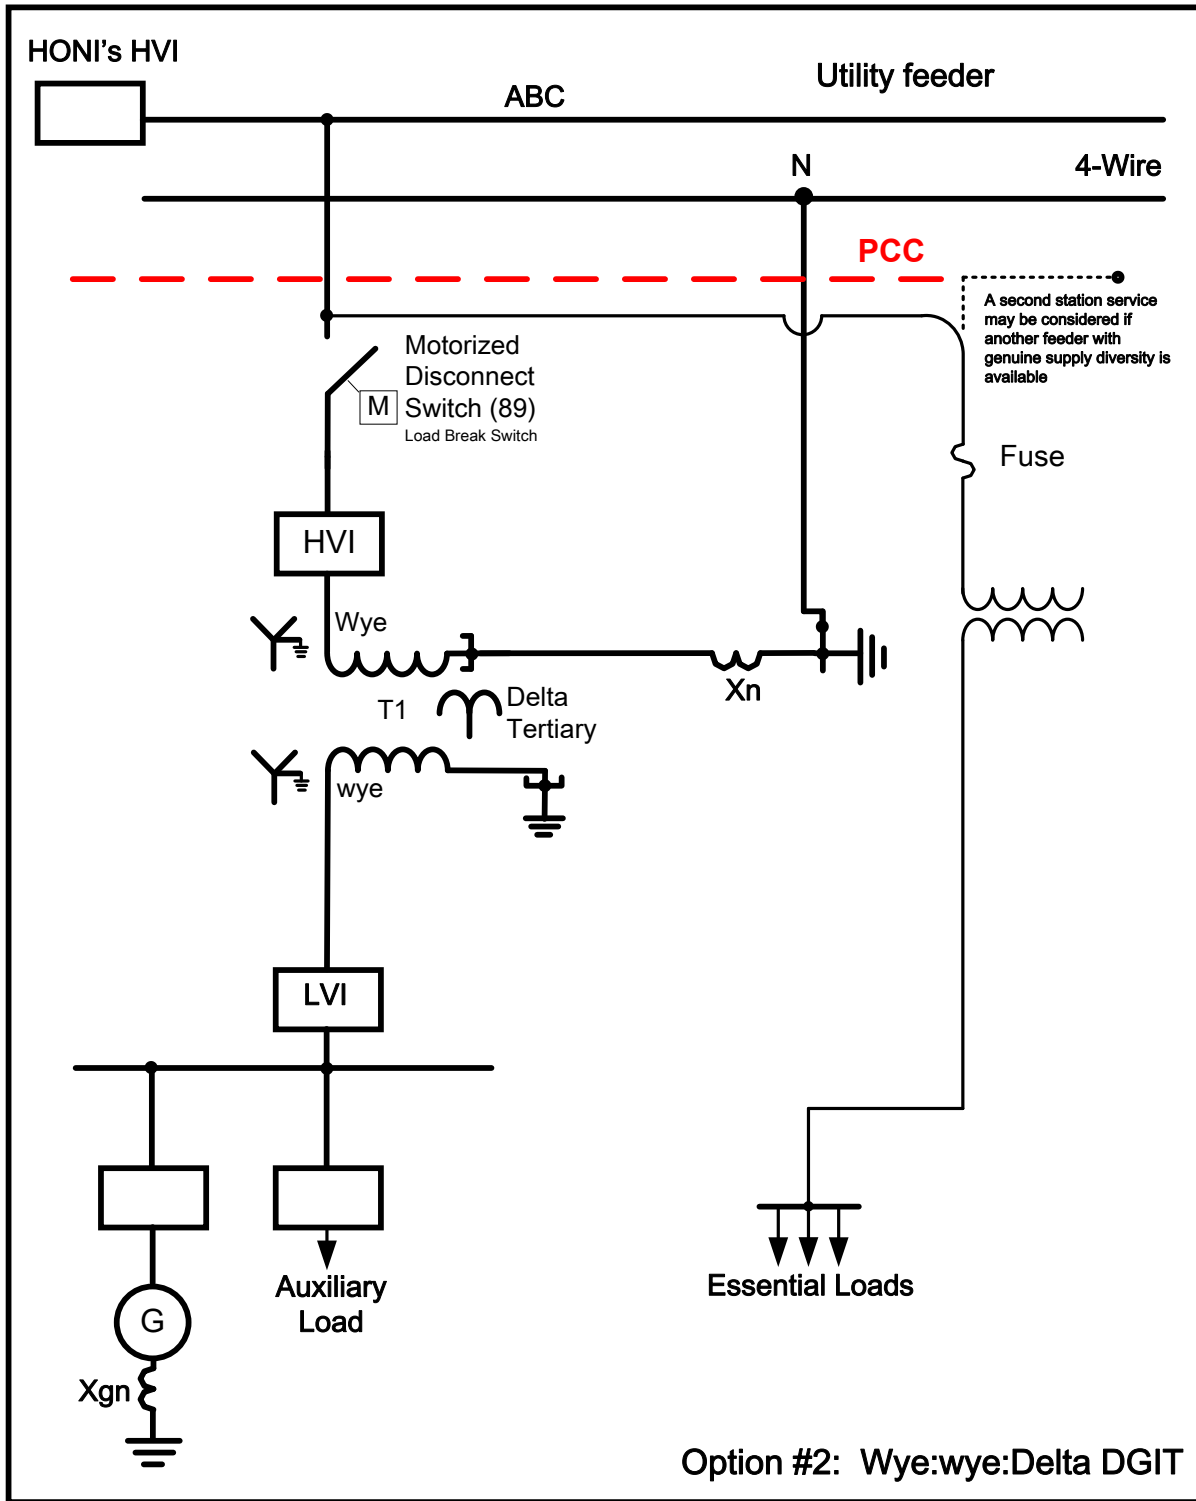 HONI's HVI
Utility feeder
ABC
N
4-Wire
PCC
A second station service
may be considered if
another feeder with
genuine supply diversity is
available
Motorized
Disconnect
Switch (89)
M
Load Break Switch
Fuse
HVI
Wye
Xn
T1
Delta
Tertiary
wye
LVI
Auxiliary
Load
Essential Loads
G
Xgn
Option #2: Wye:wye:Delta DGIT